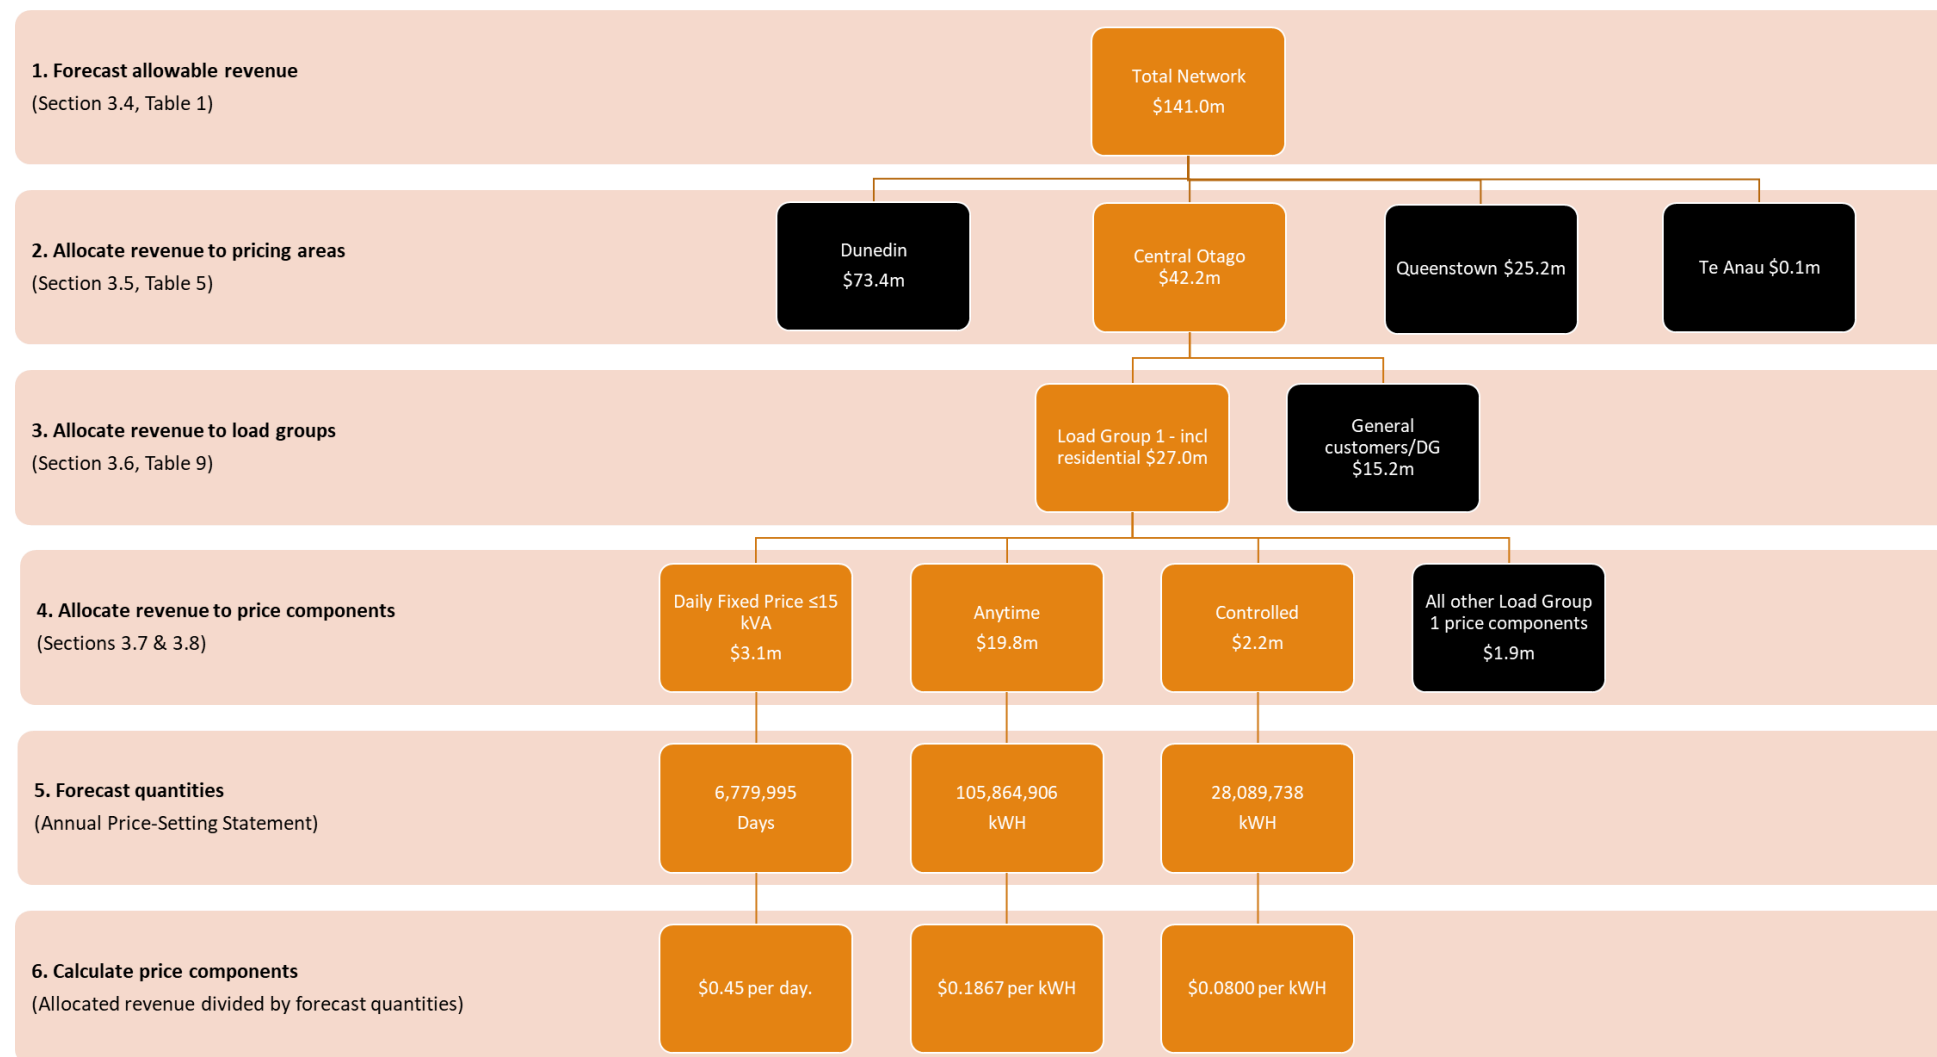 1. Forecast allowable revenue
(Section 3.4, Table 1)
Total Network
$141.0m
2. Allocate revenue to pricing areas
(Section 3.5, Table 5)
Dunedin
$73.4m
Central Otago
$42.2m
Queenstown $25.2m
Te Anau $0.1m
3. Allocate revenue to load groups
(Section 3.6, Table 9)
Load Group 1 - incl
residential $27.0m
General
customers/DG
$15.2m
4. Allocate revenue to price components
(Sections 3.7 & 3.8)
Daily Fixed Price ≤15
kVA
$3.1m
Anytime
$19.8m
Controlled
$2.2m
All other Load Group
1 price components
$1.9m
5. Forecast quantities
(Annual Price-Setting Statement)
6,779,995
Days
105,864,906
kWH
28,089,738
kWH
6. Calculate price components
(Allocated revenue divided by forecast quantities)
$0.45 per day.
$0.1867 per kWH
$0.0800 per kWH